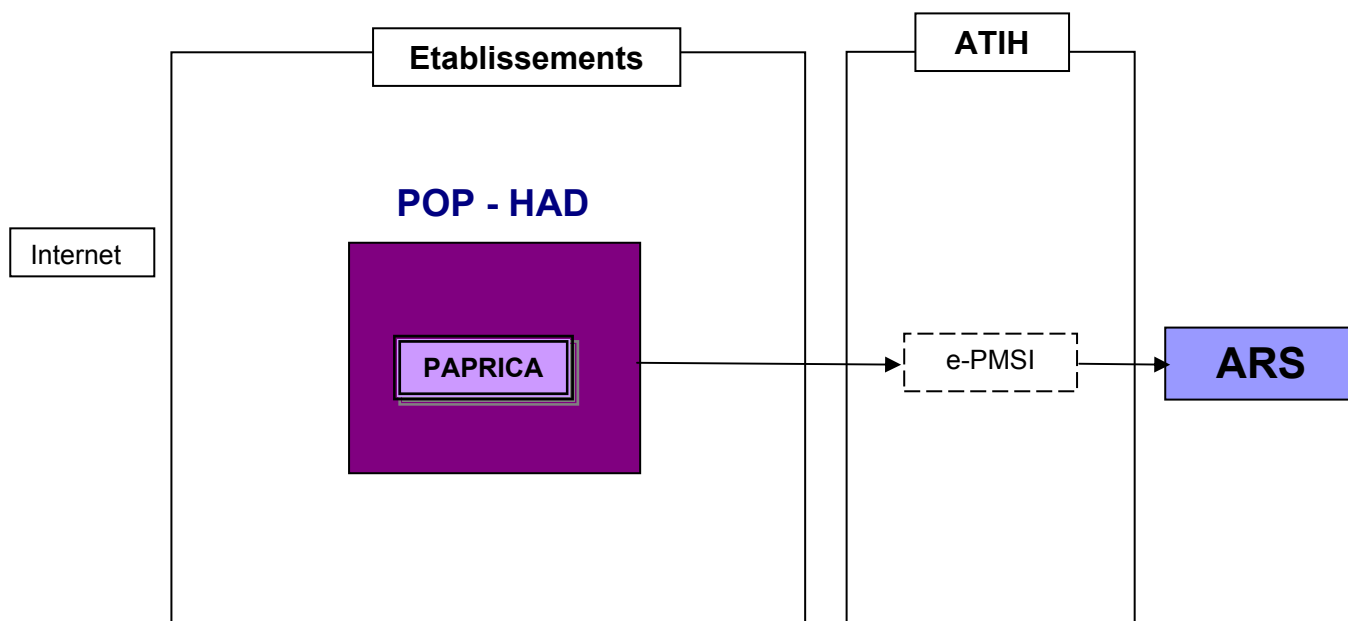 Etablissements
ATIH
POP - HAD
Internet
PAPRICA
e-PMSI
ARS